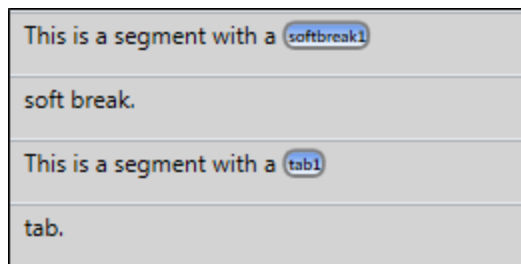 This is a segment with a softbreak1
soft break.
This is a segment with a tab1
tab.